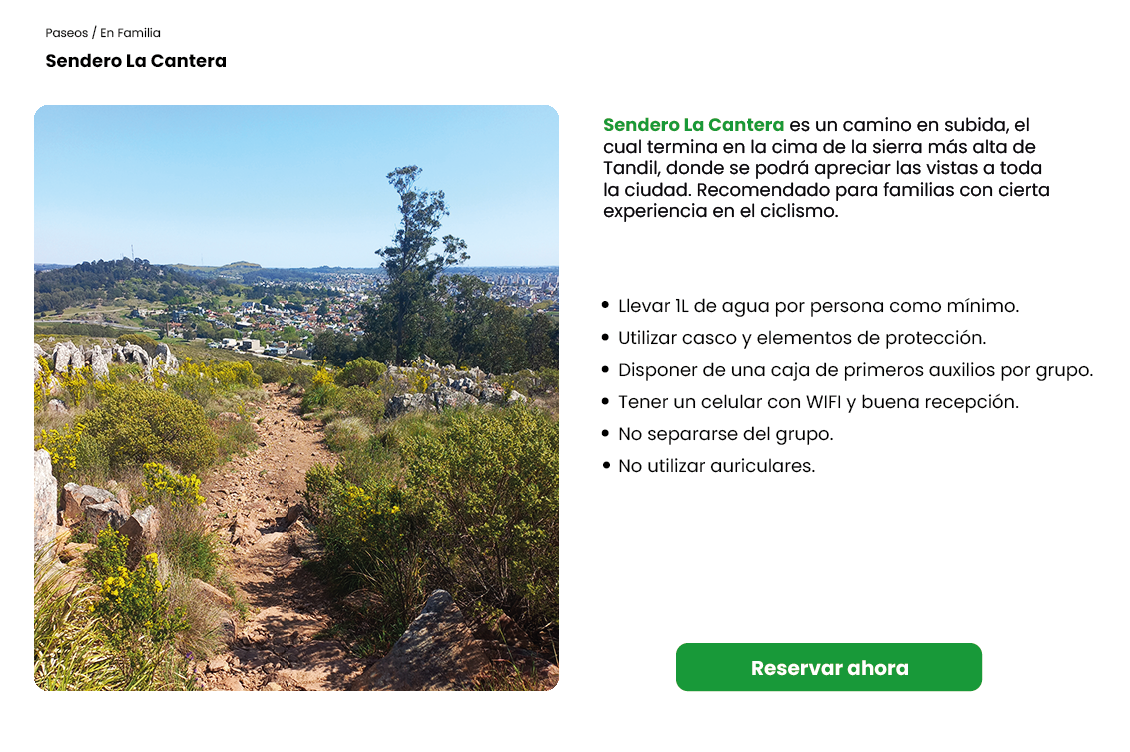 Paseos / En Familia
Sendero La Cantera
Sendero La Cantera es un camino en subida, el
cual termina en la cima de la sierra más alta de
Tandil, donde se podrá apreciar las vistas a toda
la ciudad. Recomendado para familias con cierta
experiencia en el ciclismo.
• Llevar 1L de agua por persona como mínimo.
• Utilizar casco y elementos de protección.
• Disponer de una caja de primeros auxilios por grupo.
• Tener un celular con WIFI y buena recepción.
• No separarse del grupo.
• No utilizar auriculares.
Reservar ahora